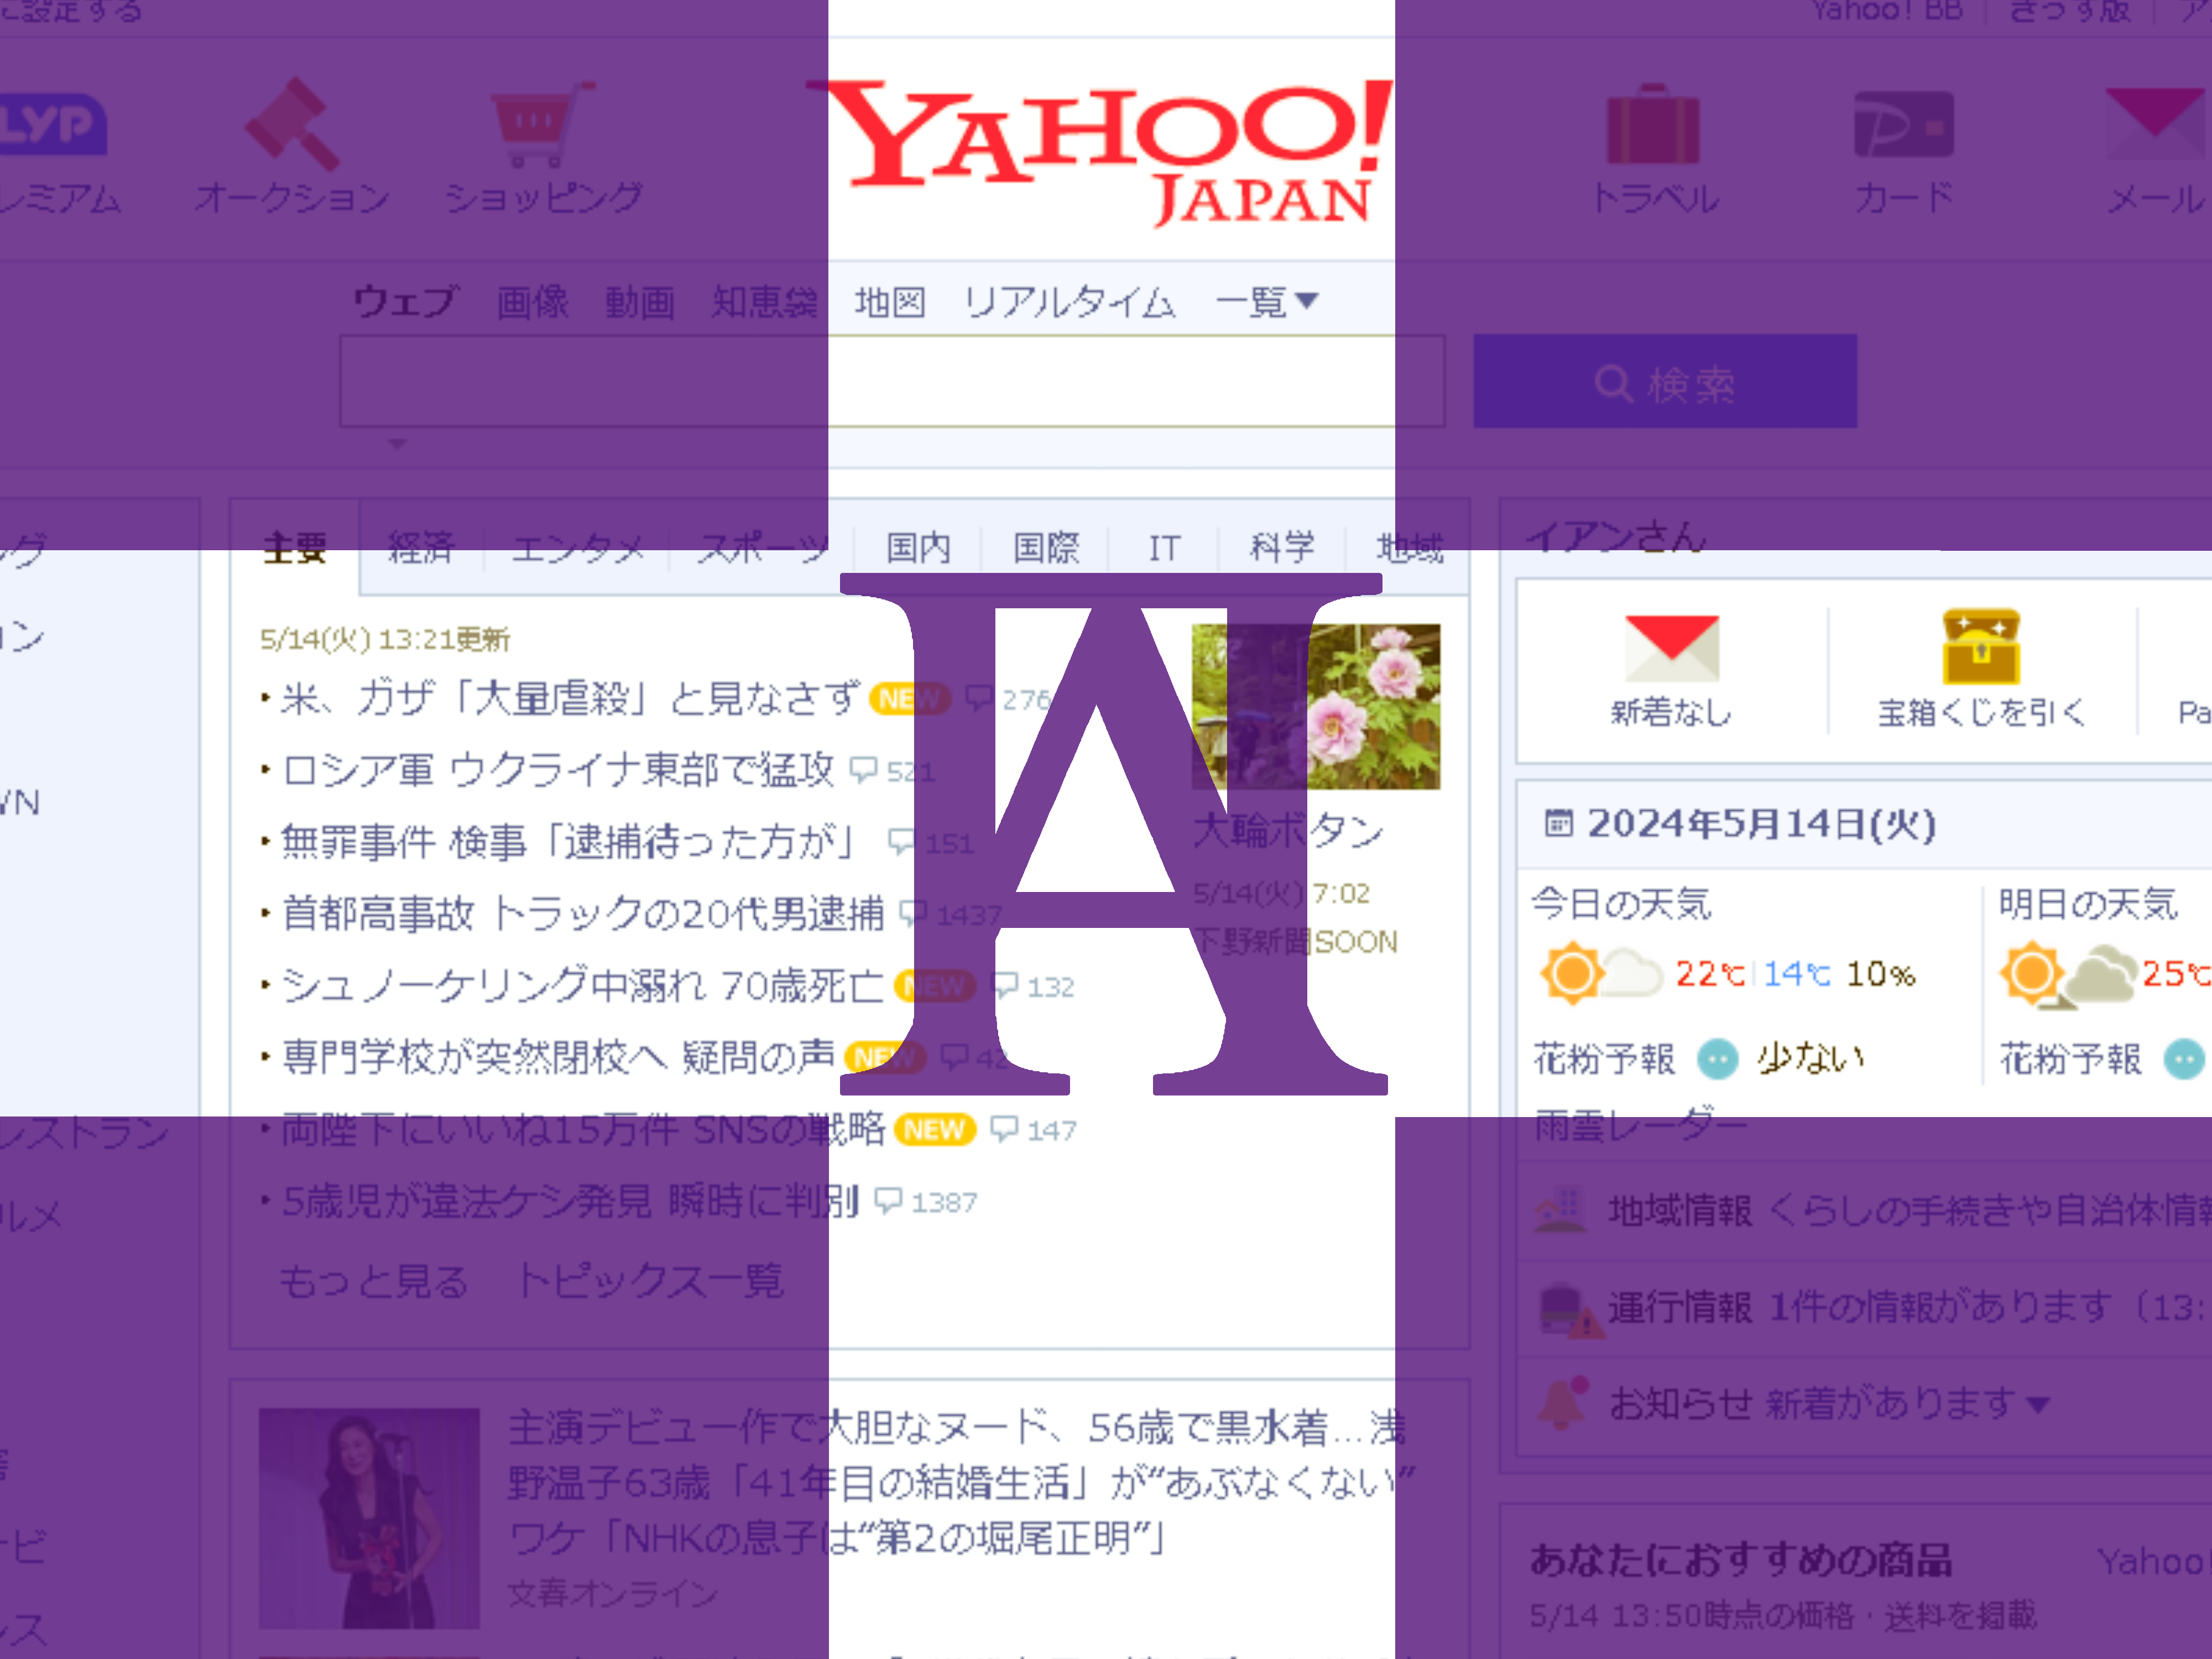 に設定する
Yahoo! BB
きっず版
LYP
レミアム
オークション
ショッピング
YAHOO!
JAPAN
トラベル
カード
メール
ウェブ 画像 動画 知恵袋 地図 リアルタイム 一覧▼
検索
主要 経済 エンタメ スポーツ 国内 国際 IT 科学 地域
5/14(火) 13:21更新
・米、ガザ「大量虐殺」と見なさず NEW 276
・ロシア軍 ウクライナ東部で猛攻 521
・無罪事件 検事「逮捕待った方が」 151
・首都高事故 トラックの20代男逮捕 1437
・シュノーケリング中溺れ 70歳死亡 NEW 132
・専門学校が突然閉校へ 疑問の声 NEW 42
・両陛下にいいね15万件 SNSの戦略 NEW 147
・5歳児が違法ケシ発見 瞬時に判別 1387
もっと見る トピックス一覧
大輪ボタン
5/14(火) 7:02
下野新聞SOON
A
主演デビュー作で大胆なヌード、56歳で黒水着…浅
野温子63歳「41年目の結婚生活」が“あぶなくない”
ワケ「NHKの息子は“第2の堀尾正明”」
文春オンライン
イアンさん
新着なし
宝箱くじを引く
Pa
2024年5月14日(火)
今日の天気
22℃ 14℃ 10%
花粉予報 少ない
明日の天気
25℃
花粉予報
雨雲レーダー
地域情報 くらしの手続きや自治体情報
運行情報 1件の情報があります（13:
お知らせ 新着があります▼
あなたにおすすめの商品
Yahoo!
5/14 13:50時点の価格・送料を掲載
レストラン
ルメ